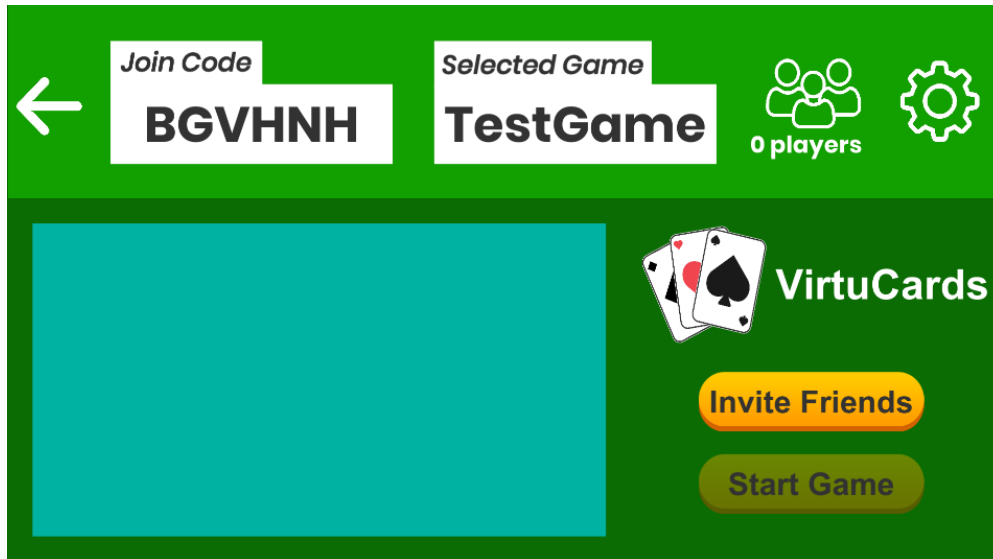 Join Code
BGVHNH
Selected Game
TestGame
0 players
VirtuCards
Invite Friends
Start Game